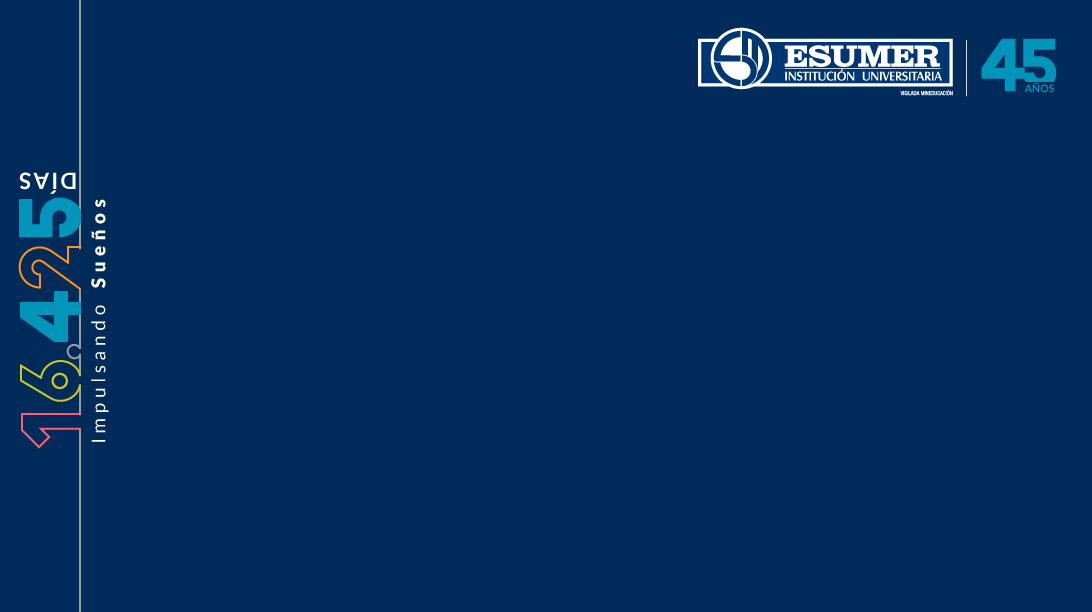 ESUMER
INSTITUCIÓN UNIVERSITARIA
VIGILADA MINEDUCACIÓN
45
AÑOS
16.425
DÍAS
Impulsando Sueños